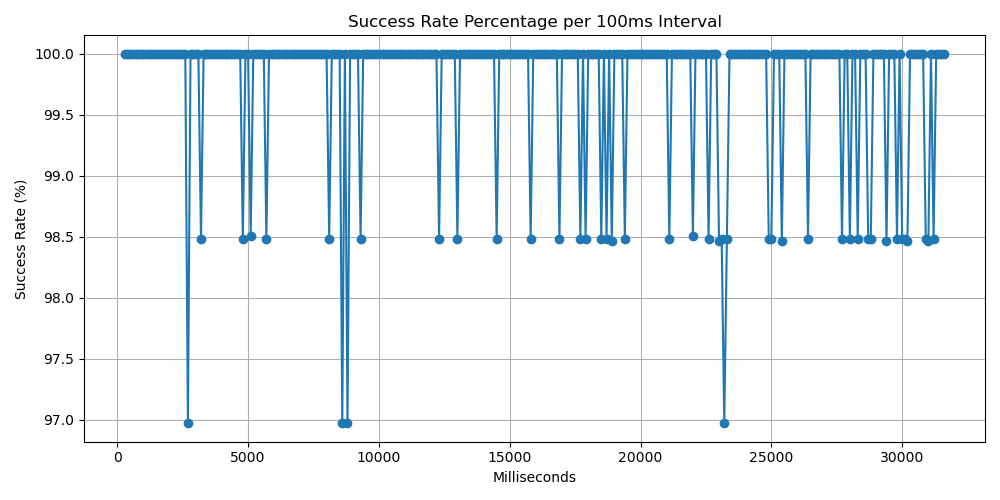 Success Rate Percentage per 100ms Interval
100.0
99.5
99.0
98.5
98.0
97.5
97.0
Success Rate (%)
0 5000 10000 15000 20000 25000 30000
Milliseconds